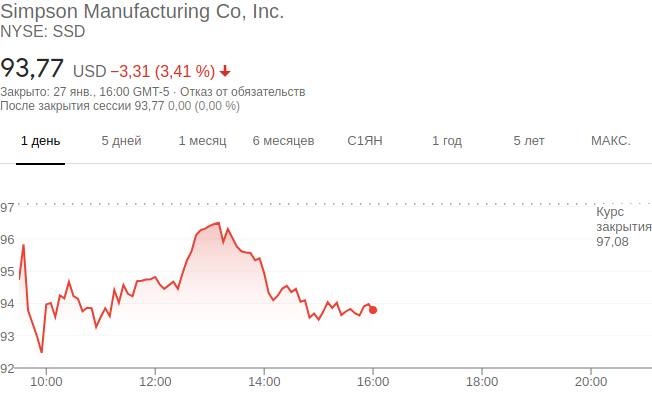 Simpson Manufacturing Co, Inc.
NYSE: SSD
93,77 USD −3,31 (3,41 %)
Закрыто: 27 янв., 16:00 GMT-5 · Отказ от обязательств
После закрытия сессии 93,77 0,00 (0,00 %)
1 день 5 дней 1 месяц 6 месяцев С1ЯН 1 год 5 лет МАКС.
97
Курс
закрытия
97,08
96
95
94
93
92
10:00 12:00 14:00 16:00 18:00 20:00